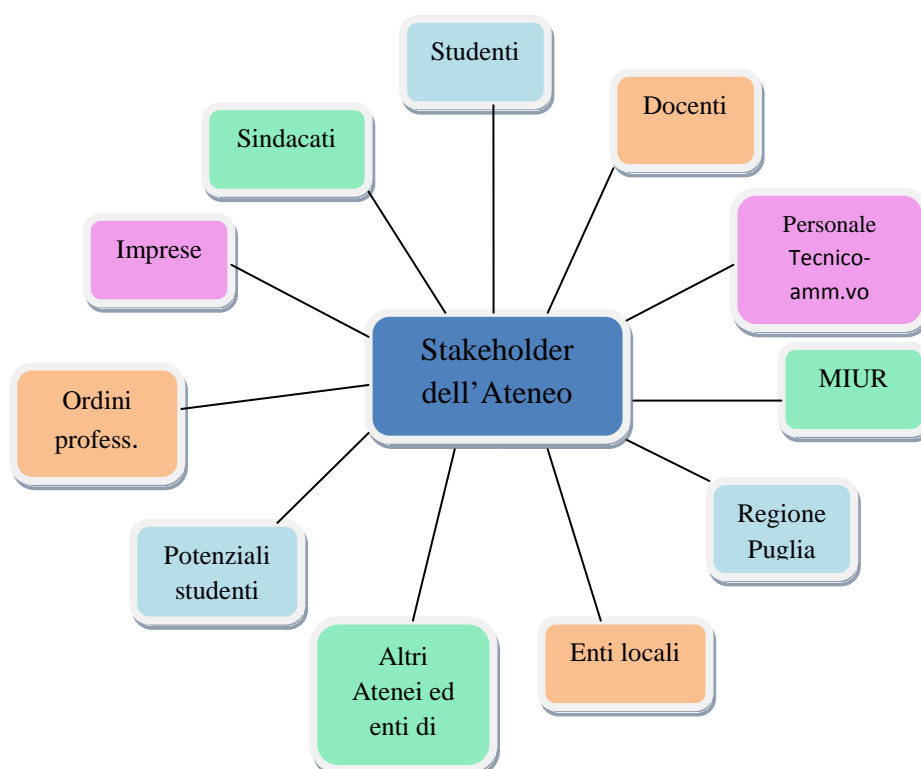 Studenti
Docenti
Sindacati
Personale
Tecnico-
amm.vo
Imprese
Stakeholder
dell’Ateneo
MIUR
Ordini
profess.
Regione
Puglia
Potenziali
studenti
Enti locali
Altri
Atenei ed
enti di